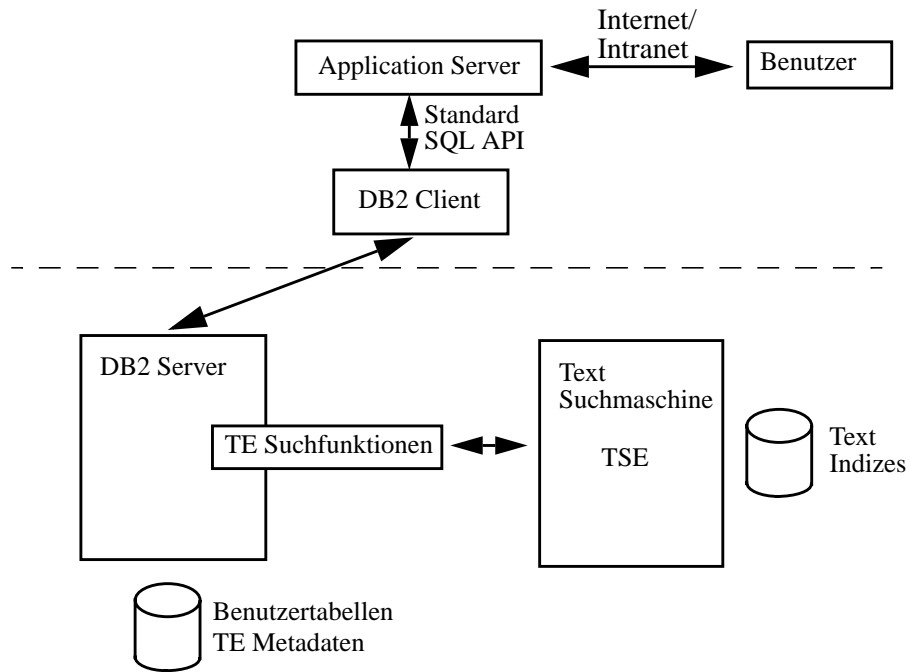 Internet/
Intranet
Application Server
Benutzer
Standard
SQL API
DB2 Client
DB2 Server
Text
Suchmaschine
TSE
TE Suchfunktionen
Text
Indizes
Benutzertabellen
TE Metadaten